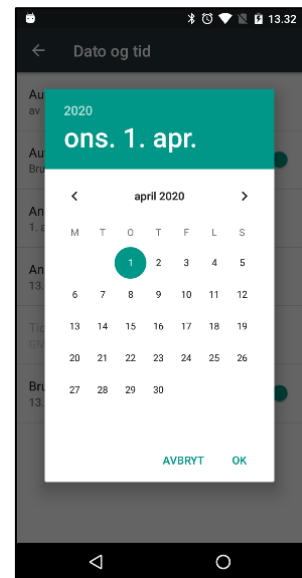 13.32
Dato og tid
Au
av
Au
Bru
An
1. a
An
13.
Bru
13.
2020
ons. 1. apr.
april 2020
M T O T F L S
1 2 3 4 5
6 7 8 9 10 11 12
13 14 15 16 17 18 19
20 21 22 23 24 25 26
27 28 29 30
AVBRYT OK